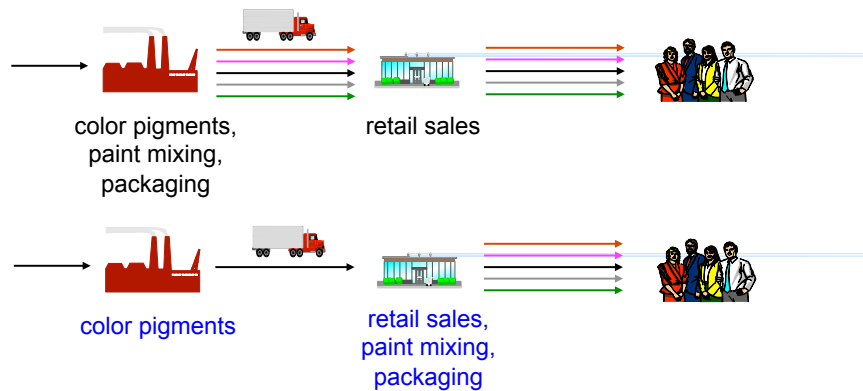 color pigments,
paint mixing,
packaging
retail sales
color pigments
retail sales,
paint mixing,
packaging